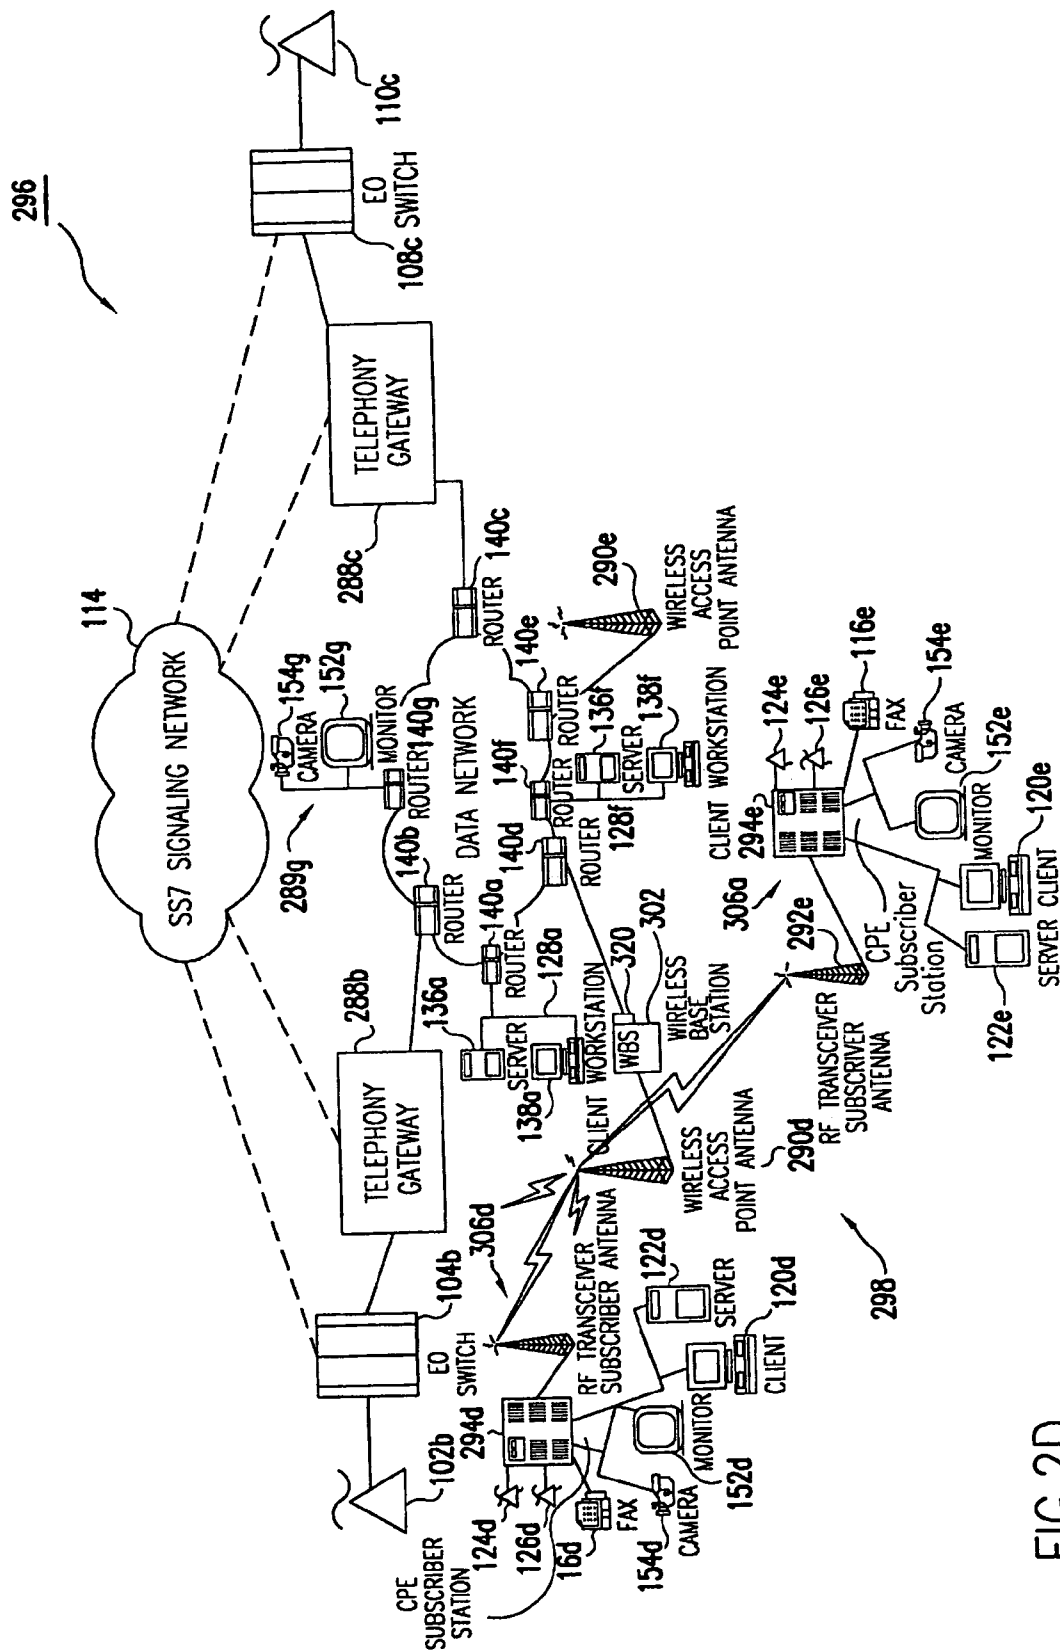 296
114
SS7 SIGNALING NETWORK
110c
EO
SWITCH
108c
TELEPHONY
GATEWAY
288c
154g
CAMERA
152g
MONITOR
289g
140g
ROUTER
140c
ROUTER
DATA NETWORK
140b
ROUTER
288b
TELEPHONY
GATEWAY
104b
EO
SWITCH
102b
140e
ROUTER
290e
WIRELESS
ACCESS
POINT ANTENNA
140f
ROUTER
136f
SERVER
138f
128f
CLIENT WORKSTATION
140d
ROUTER
140a
ROUTER
128a
136a
SERVER
138a
CLIENT WORKSTATION
320
302
WBS
WIRELESS
BASE
STATION
WIRELESS
ACCESS
POINT ANTENNA
290d
306d
RF TRANSCEIVER
SUBSCRIBER ANTENNA
294d
124d
126d
16d
FAX
154d
CAMERA
152d
MONITOR
122d
SERVER
120d
CLIENT
CPE
SUBSCRIBER
STATION
298
292e
RF TRANSCEIVER
SUBSCRIVER
ANTENNA
306a
294e
124e
126e
116e
FAX
154e
CAMERA
152e
MONITOR
120e
CLIENT
SERVER
122e
CPE
Subscriber
Station
FIG.2D